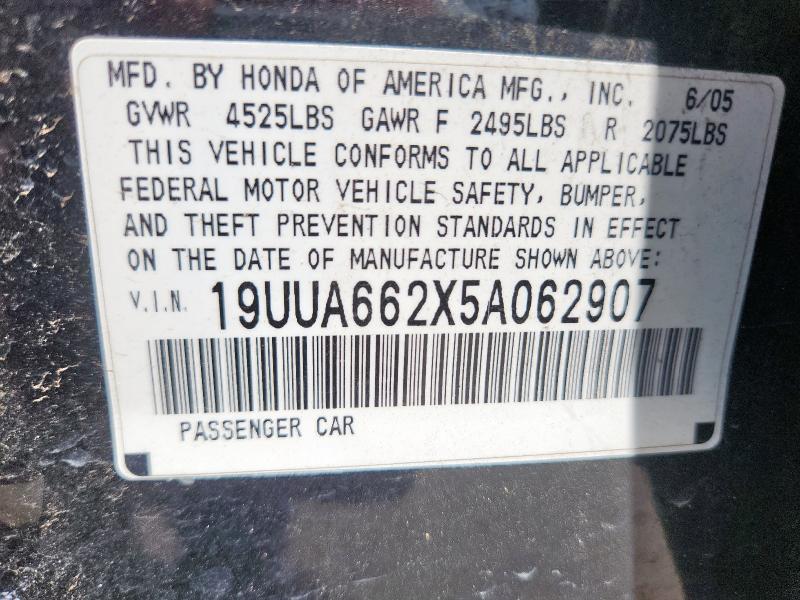 MFD. BY HONDA OF AMERICA MFG., INC. 6/05
GVWR 4525LBS GAWR F 2495LBS R 2075LBS
THIS VEHICLE CONFORMS TO ALL APPLICABLE
FEDERAL MOTOR VEHICLE SAFETY, BUMPER,
AND THEFT PREVENTION STANDARDS IN EFFECT
ON THE DATE OF MANUFACTURE SHOWN ABOVE:
V.I.N. 19UUA662X5A062907
PASSENGER CAR